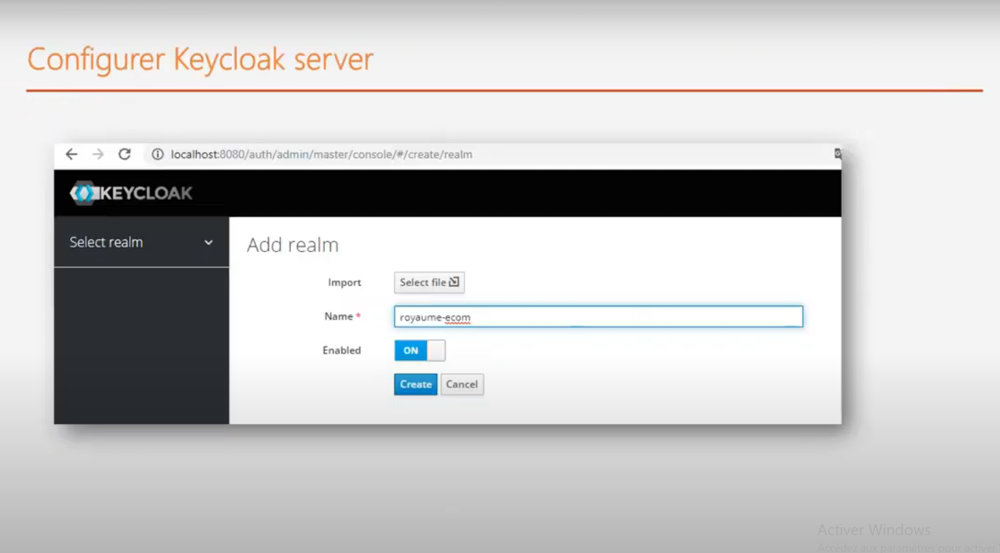 Configurer Keycloak server
localhost:8080/auth/admin/master/console/#/create/realm
KEYCLOAK
Select realm
Add realm
Import Select file
Name * royaume-ecom
Enabled ON
Create Cancel
Activer Windows
Accédez aux paramètres pour activer